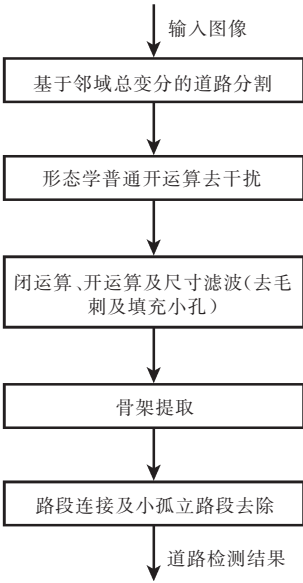 输入图像
基于邻域总变分的道路分割
形态学普通开运算去干扰
闭运算、开运算及尺寸滤波(去毛
刺及填充小孔)
骨架提取
路段连接及小孤立路段去除
道路检测结果